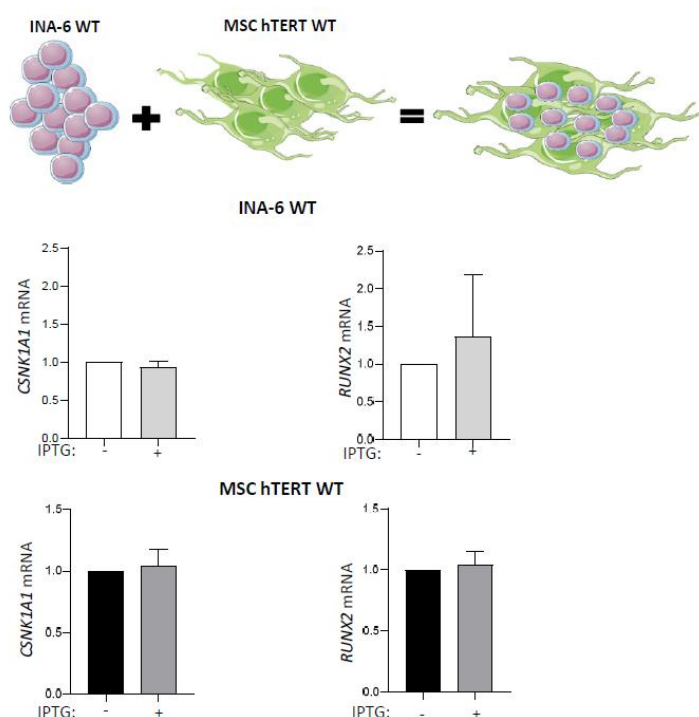 INA-6 WT
MSC hTERT WT
INA-6 WT
CSNK1A1 mRNA
2.5
2.0
1.5
1.0
0.5
0.0
IPTG: - +
RUNX2 mRNA
2.5
2.0
1.5
1.0
0.5
0.0
IPTG: - +
MSC hTERT WT
CSNK1A1 mRNA
1.5
1.0
0.5
0.0
IPTG: - +
RUNX2 mRNA
1.5
1.0
0.5
0.0
IPTG: - +